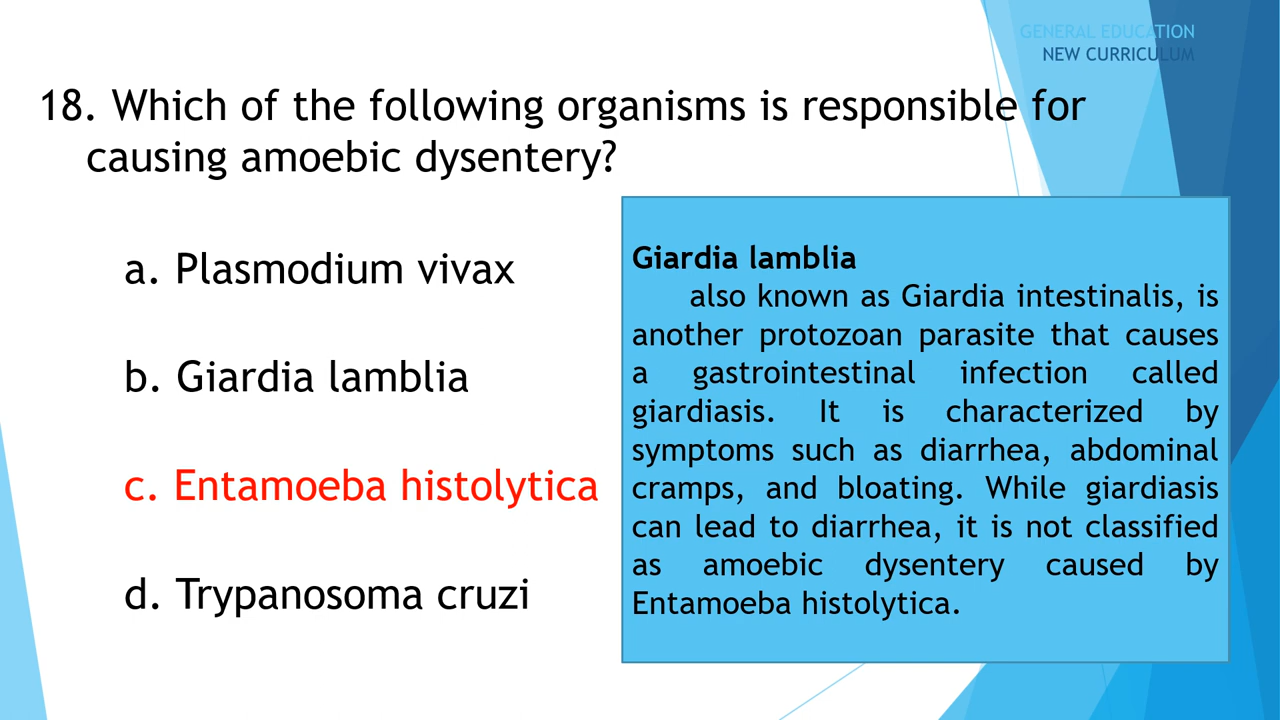 GENERAL EDUCATION
NEW CURRICULUM
18. Which of the following organisms is responsible for
causing amoebic dysentery?
a. Plasmodium vivax
b. Giardia lamblia
c. Entamoeba histolytica
d. Trypanosoma cruzi
Giardia lamblia
also known as Giardia intestinalis, is
another protozoan parasite that causes
a gastrointestinal infection called
giardiasis. It is characterized by
symptoms such as diarrhea, abdominal
cramps, and bloating. While giardiasis
can lead to diarrhea, it is not classified
as amoebic dysentery caused by
Entamoeba histolytica.